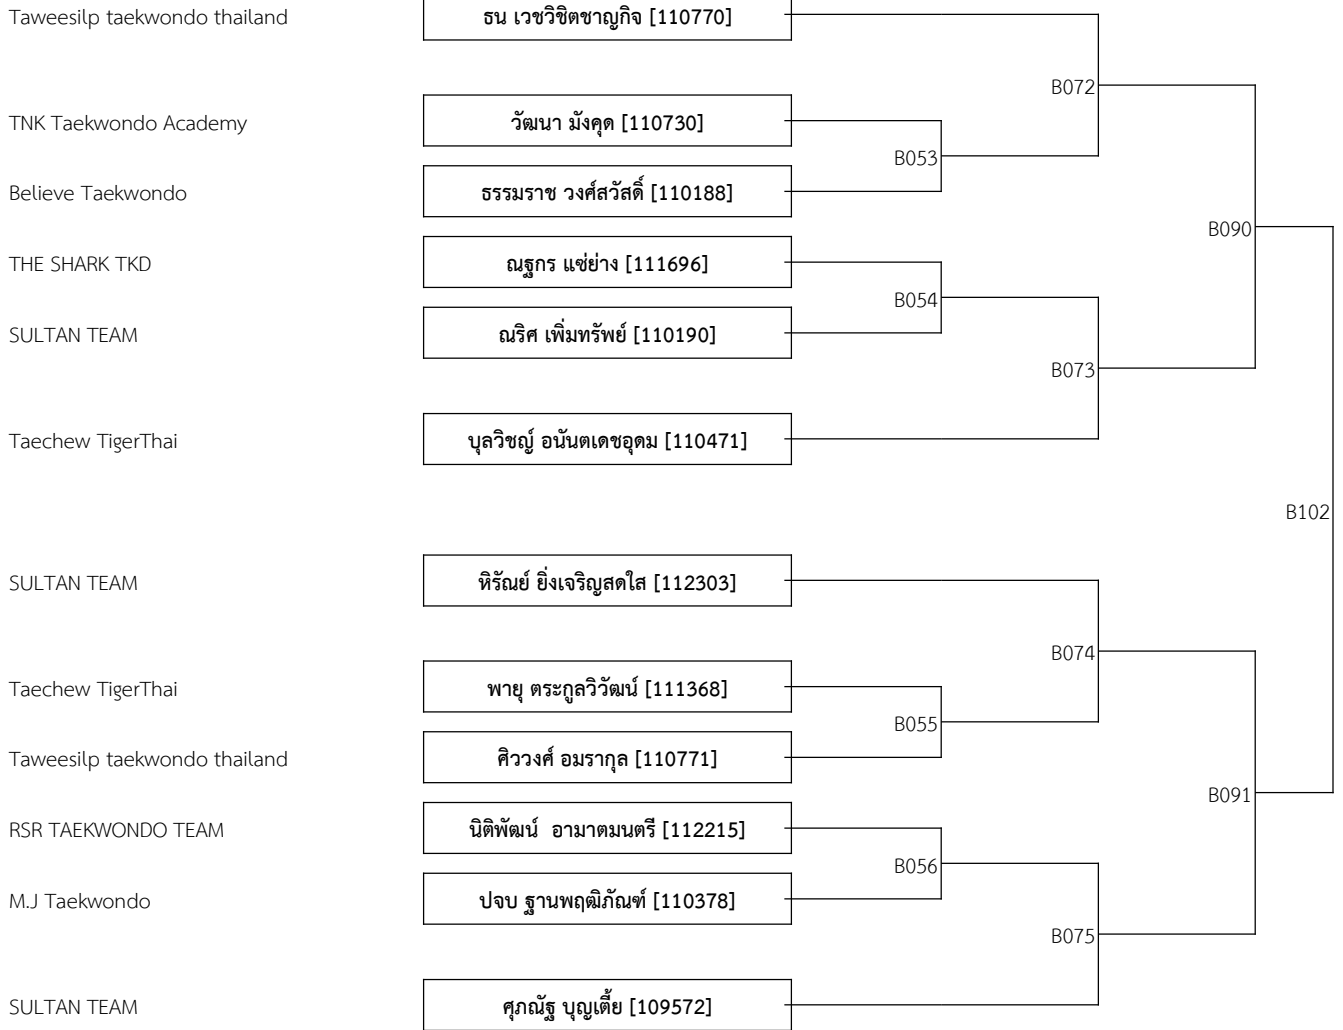 Taweesilp taekwondo thailand ธน เวชวิชิตชาญกิจ [110770]
B072
TNK Taekwondo Academy วัฒนา มังคุด [110730]
B053
Believe Taekwondo ธรรมราช วงศ์สวัสดิ์ [110188]
B090
THE SHARK TKD ณฐกร แซ่ย่าง [111696]
B054
SULTAN TEAM ณริศ เพิ่มทรัพย์ [110190]
B073
Taechew TigerThai บุลวิชญ์ อนันตเดชอุดม [110471]
B102
SULTAN TEAM หิรัณย์ ยิ่งเจริญสดใส [112303]
B074
Taechew TigerThai พายุ ตระกูลวิวัฒน์ [111368]
B055
Taweesilp taekwondo thailand ศิววงศ์ อมรากุล [110771]
B091
RSR TAEKWONDO TEAM นิติพัฒน์  อามาตมนตรี [112215]
B056
M.J Taekwondo ปจบ ฐานพฤฒิภัณฑ์ [110378]
B075
SULTAN TEAM ศุภณัฐ บุญเตี้ย [109572]